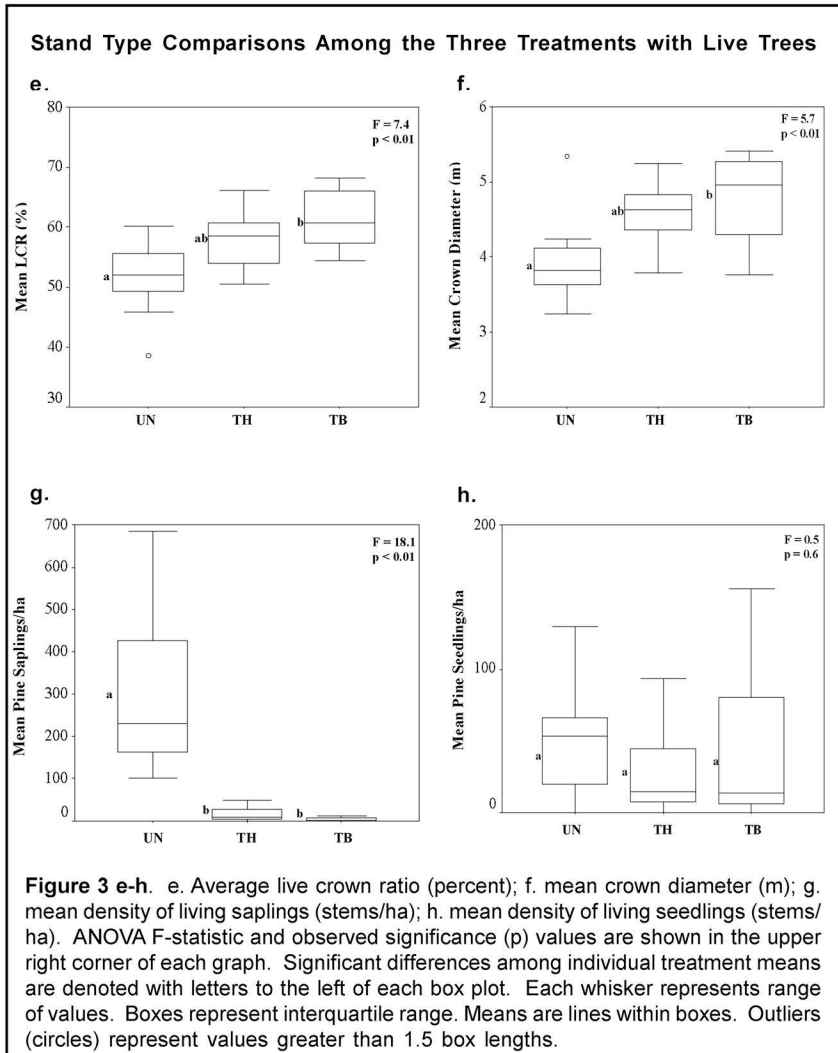 Stand Type Comparisons Among the Three Treatments with Live Trees
e.
80
70
60
50
40
30
Mean LCR (%)
F = 7.4
p < 0.01
a
ab
b
UN TH TB
f.
6
5
4
3
2
Mean Crown Diameter (m)
F = 5.7
p < 0.01
a
ab
b
UN TH TB
g.
700
600
500
400
300
200
100
0
Mean Pine Saplings/ha
F = 18.1
p < 0.01
a
b
b
UN TH TB
h.
200
100
0
Mean Pine Seedlings/ha
F = 0.5
p = 0.6
a
a
a
UN TH TB
Figure 3 e-h. e. Average live crown ratio (percent); f. mean crown diameter (m); g.
mean density of living saplings (stems/ha); h. mean density of living seedlings (stems/
ha). ANOVA F-statistic and observed significance (p) values are shown in the upper
right corner of each graph. Significant differences among individual treatment means
are denoted with letters to the left of each box plot. Each whisker represents range
of values. Boxes represent interquartile range. Means are lines within boxes. Outliers
(circles) represent values greater than 1.5 box lengths.